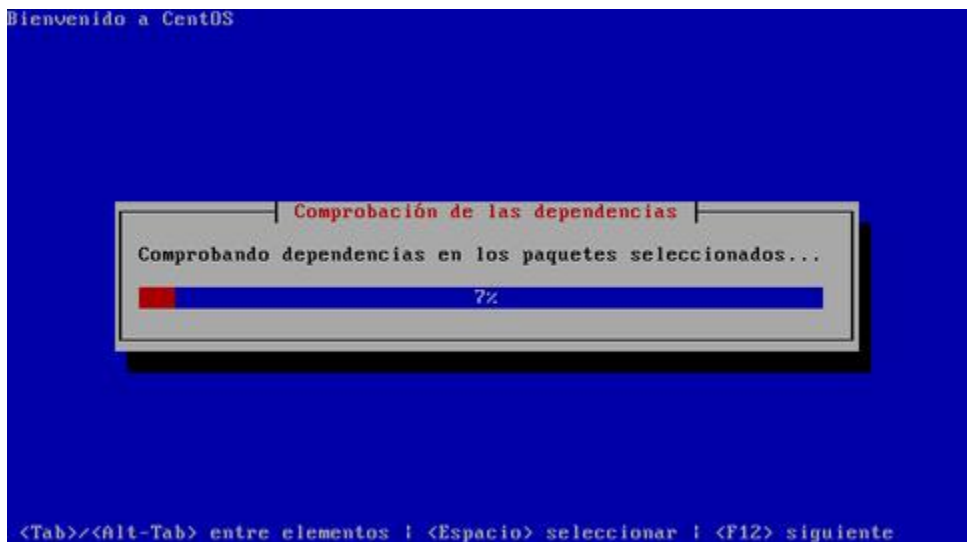 Bienvenido a CentOS
Comprobación de las dependencias
Comprobando dependencias en los paquetes seleccionados...
7%
<Tab>/<Alt-Tab> entre elementos | <Espacio> seleccionar | <F12> siguiente